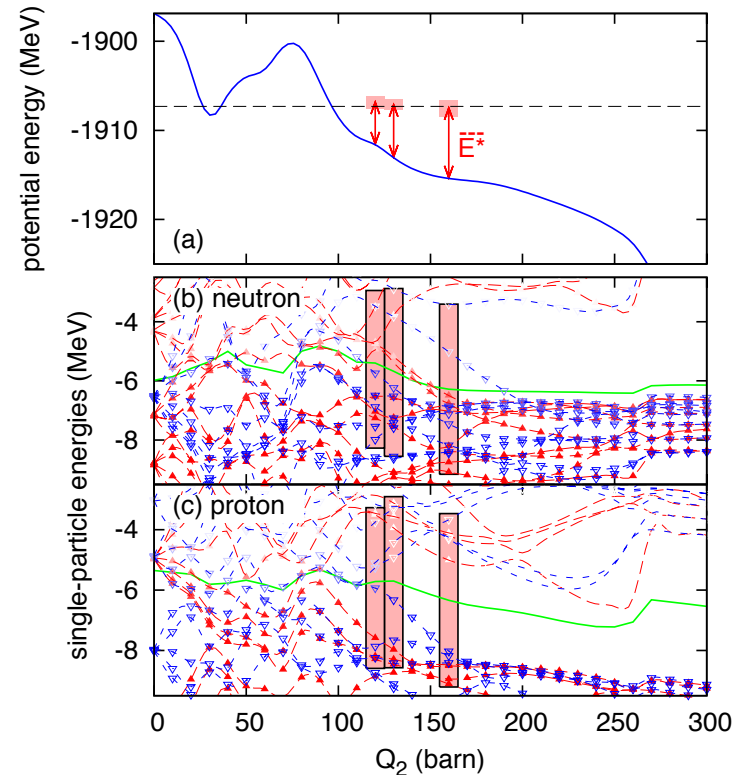 potential energy (MeV)
-1900
-1910
-1920
E*
(a)
single-particle energies (MeV)
(b) neutron
-4
-6
-8
(c) proton
-4
-6
-8
0 50 100 150 200 250 300
Q2 (barn)